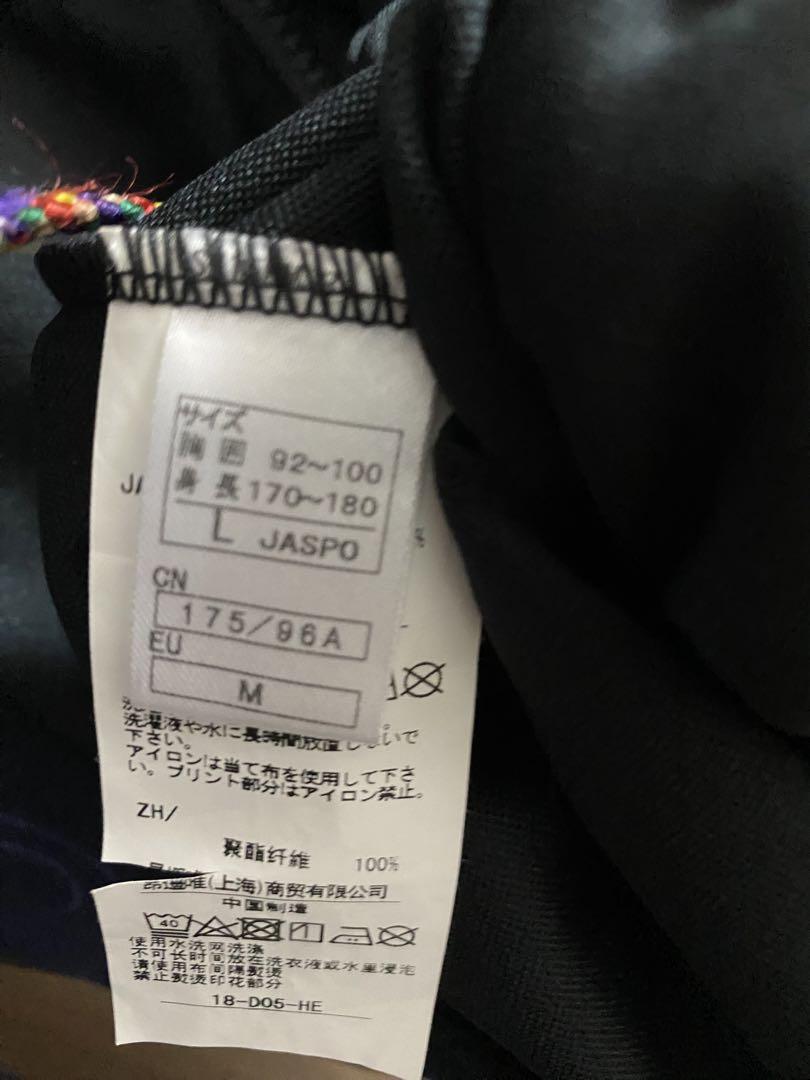 サイズ
胸囲 92~100
身長 170~180
L JASPO
CN
175/96A
EU
M
JA
%
洗濯液や水に長時間放置しないで
下さい。
アイロンは当て布を使用して下さ
い。プリント部分はアイロン禁止。
ZH/
聚酯纤维 100%
(上海)商贸有限公司
中国制造
40
使用水洗网洗涤
不可长时间放在洗衣液或水里浸泡
请使用布间隔熨烫
禁止熨烫印花部分
18-D05-HE